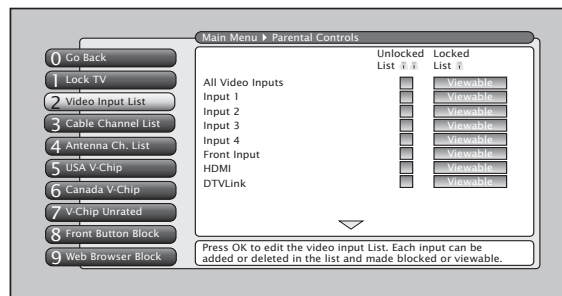 Main Menu ▶ Parental Controls
0 Go Back
1 Lock TV
2 Video Input List
3 Cable Channel List
4 Antenna Ch. List
5 USA V-Chip
6 Canada V-Chip
7 V-Chip Unrated
8 Front Button Block
9 Web Browser Block
Unlocked Locked
List List
All Video Inputs Viewable
Input 1 Viewable
Input 2 Viewable
Input 3 Viewable
Input 4 Viewable
Front Input Viewable
HDMI Viewable
DTVLink Viewable
Press OK to edit the video input List. Each input can be
added or deleted in the list and made blocked or viewable.